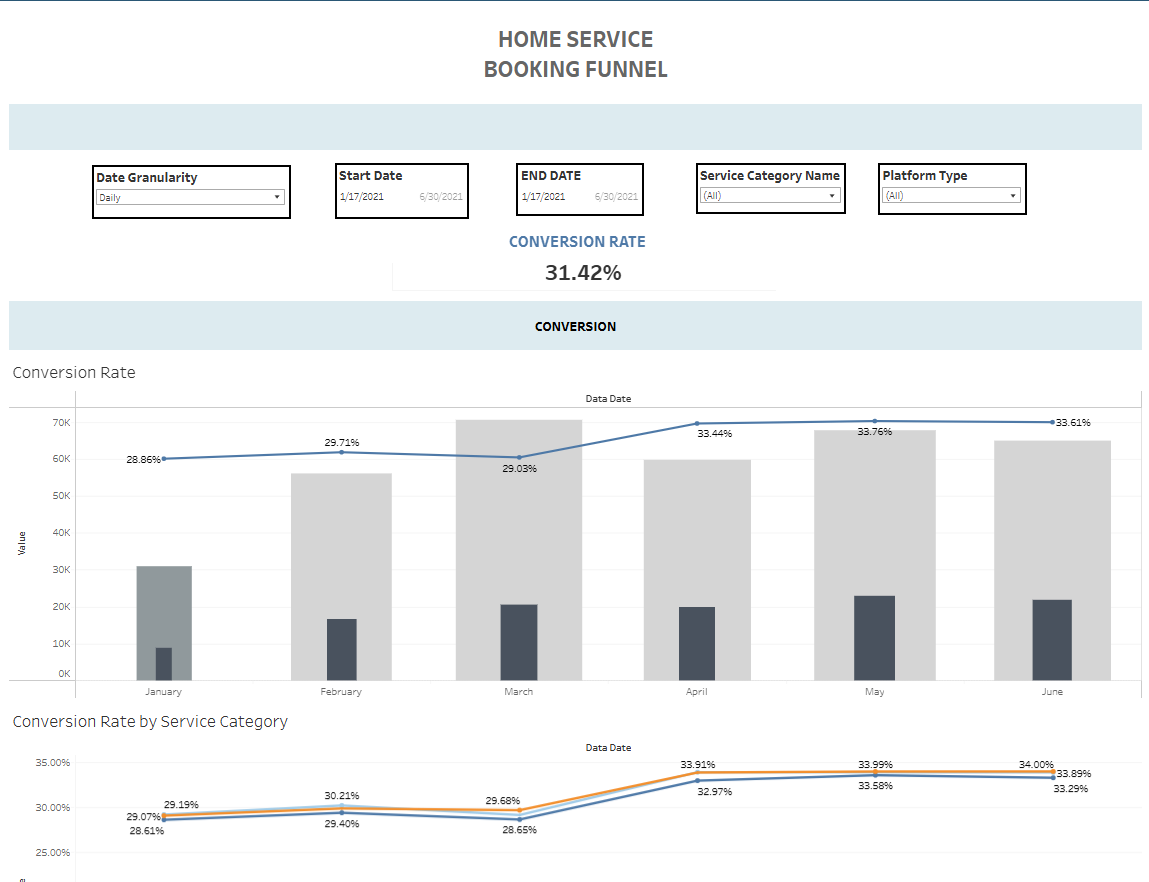 HOME SERVICE
BOOKING FUNNEL
Date Granularity
Daily
Start Date
1/17/2021 6/30/2021
END DATE
1/17/2021 6/30/2021
Service Category Name
(All)
Platform Type
(All)
CONVERSION RATE
31.42%
CONVERSION
Conversion Rate
Data Date
70K
60K
50K
40K
30K
20K
10K
0K
Value
28.86%
29.71%
29.03%
33.44%
33.76%
33.61%
January February March April May June
Conversion Rate by Service Category
Data Date
35.00%
30.00%
25.00%
29.19%
29.07%
28.61%
30.21%
29.40%
29.68%
28.65%
33.91%
32.97%
33.99%
33.58%
34.00%
33.89%
33.29%